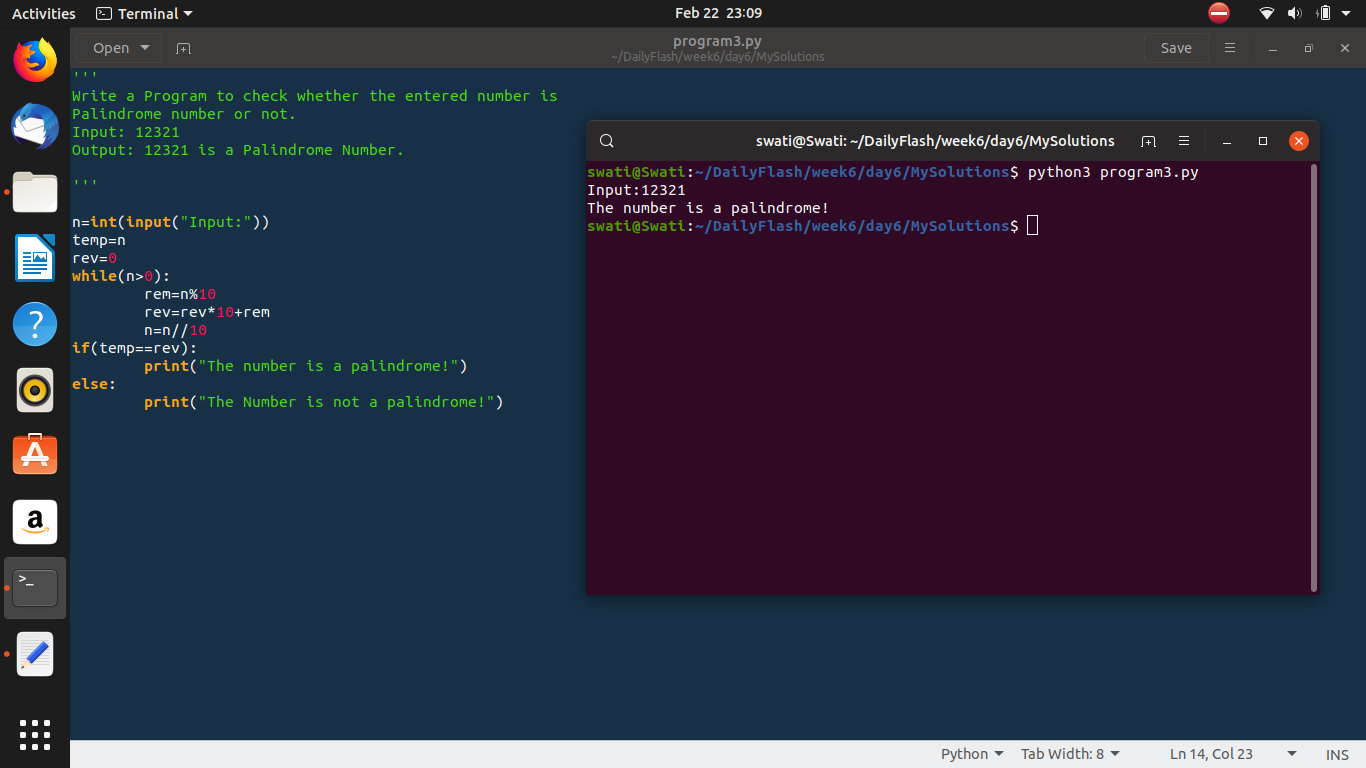 Activities Terminal Feb 22 23:09
Open program3.py Save
~/DailyFlash/week6/day6/MySolutions
'''
Write a Program to check whether the entered number is
Palindrome number or not.
Input: 12321
Output: 12321 is a Palindrome Number.
'''
n=int(input("Input:"))
temp=n
rev=0
while(n>0):
        rem=n%10
        rev=rev*10+rem
        n=n//10
if(temp==rev):
        print("The number is a palindrome!")
else:
        print("The Number is not a palindrome!")
swati@Swati: ~/DailyFlash/week6/day6/MySolutions
swati@Swati:~/DailyFlash/week6/day6/MySolutions$ python3 program3.py
Input:12321
The number is a palindrome!
swati@Swati:~/DailyFlash/week6/day6/MySolutions$
?
A
a
>_
Python Tab Width: 8 Ln 14, Col 23 INS